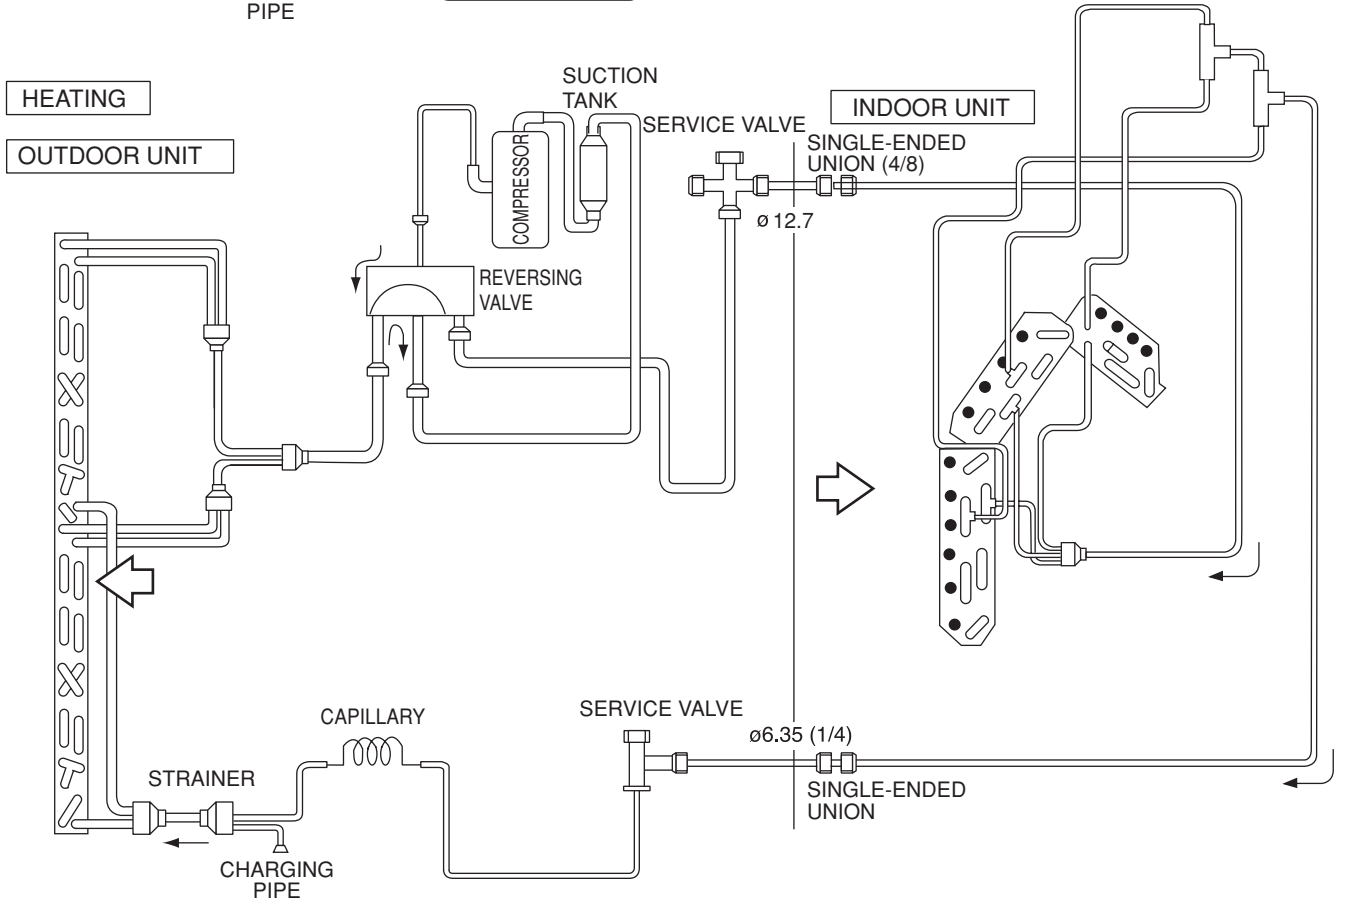 PIPE
HEATING
OUTDOOR UNIT
SUCTION
TANK
COMPRESSOR
SERVICE VALVE
INDOOR UNIT
SINGLE-ENDED
UNION (4/8)
ø 12.7
REVERSING
VALVE
CAPILLARY
SERVICE VALVE
ø6.35 (1/4)
STRAINER
SINGLE-ENDED
UNION
CHARGING
PIPE